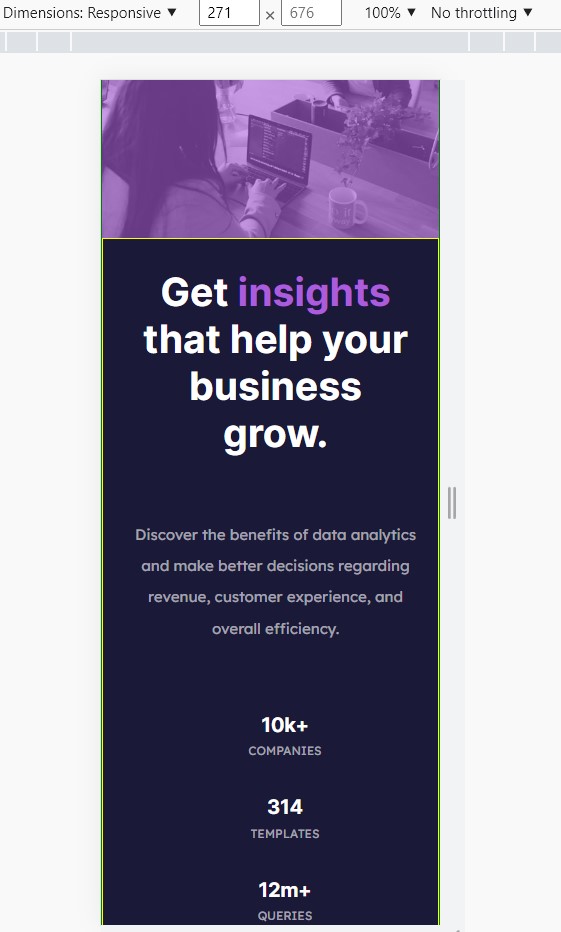 Dimensions: Responsive ▼ 271 × 676 100% ▼ No throttling ▼
Get insights
that help your
business
grow.
Discover the benefits of data analytics
and make better decisions regarding
revenue, customer experience, and
overall efficiency.
10k+
COMPANIES
314
TEMPLATES
12m+
QUERIES